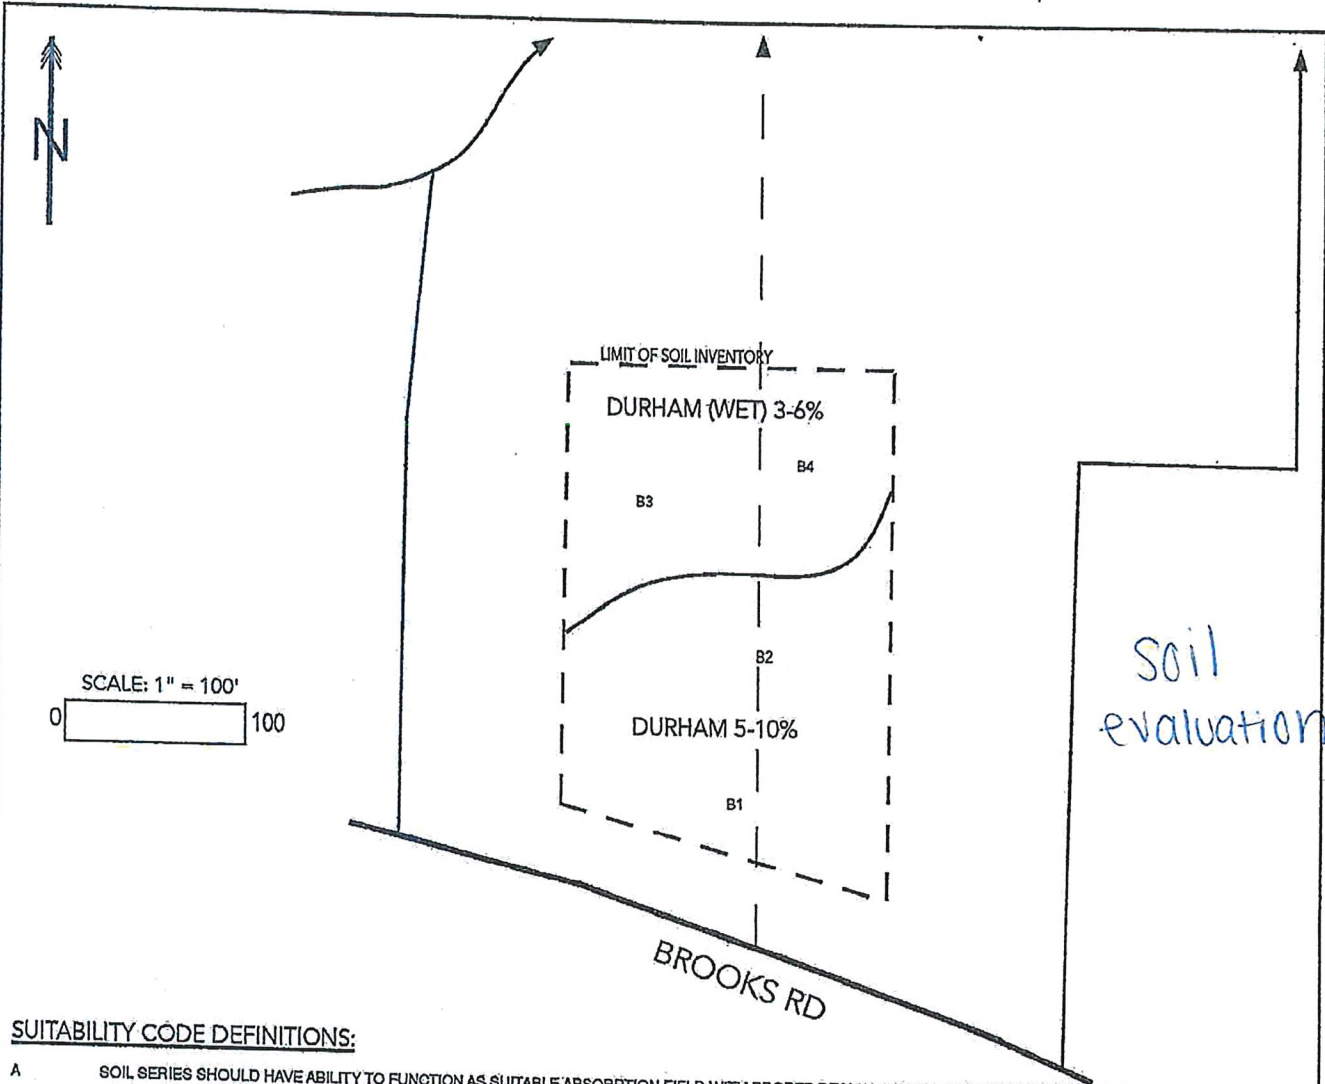 N
LIMIT OF SOIL INVENTORY
DURHAM (WET) 3-6%
B4
B3
B2
soil
evaluation
SCALE: 1" = 100'
0 100
DURHAM 5-10%
B1
BROOKS RD
SUITABILITY CODE DEFINITIONS:
A SOIL SERIES SHOULD HAVE ABILITY TO FUNCTION AS SUITABLE ABSORPTION FIELD WITH